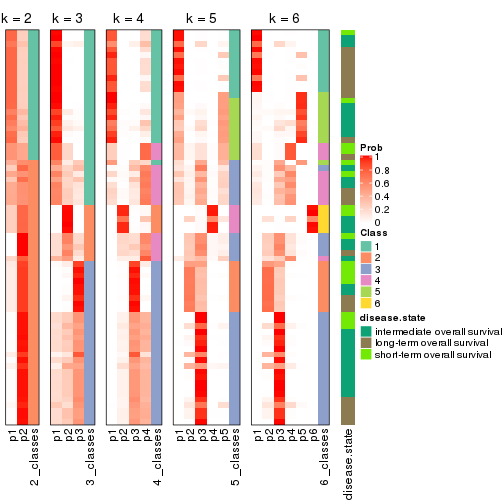 k = 2 k = 3 k = 4 k = 5 k = 6
Prob
1
0.8
0.6
0.4
0.2
0
Class
1
2
3
4
5
6
disease.state
intermediate overall survival
long-term overall survival
short-term overall survival
p1 p2 2_classes p1 p2 p3 3_classes p1 p2 p3 p4 4_classes p1 p2 p3 p4 p5 5_classes p1 p2 p3 p4 p5 p6 6_classes disease.state